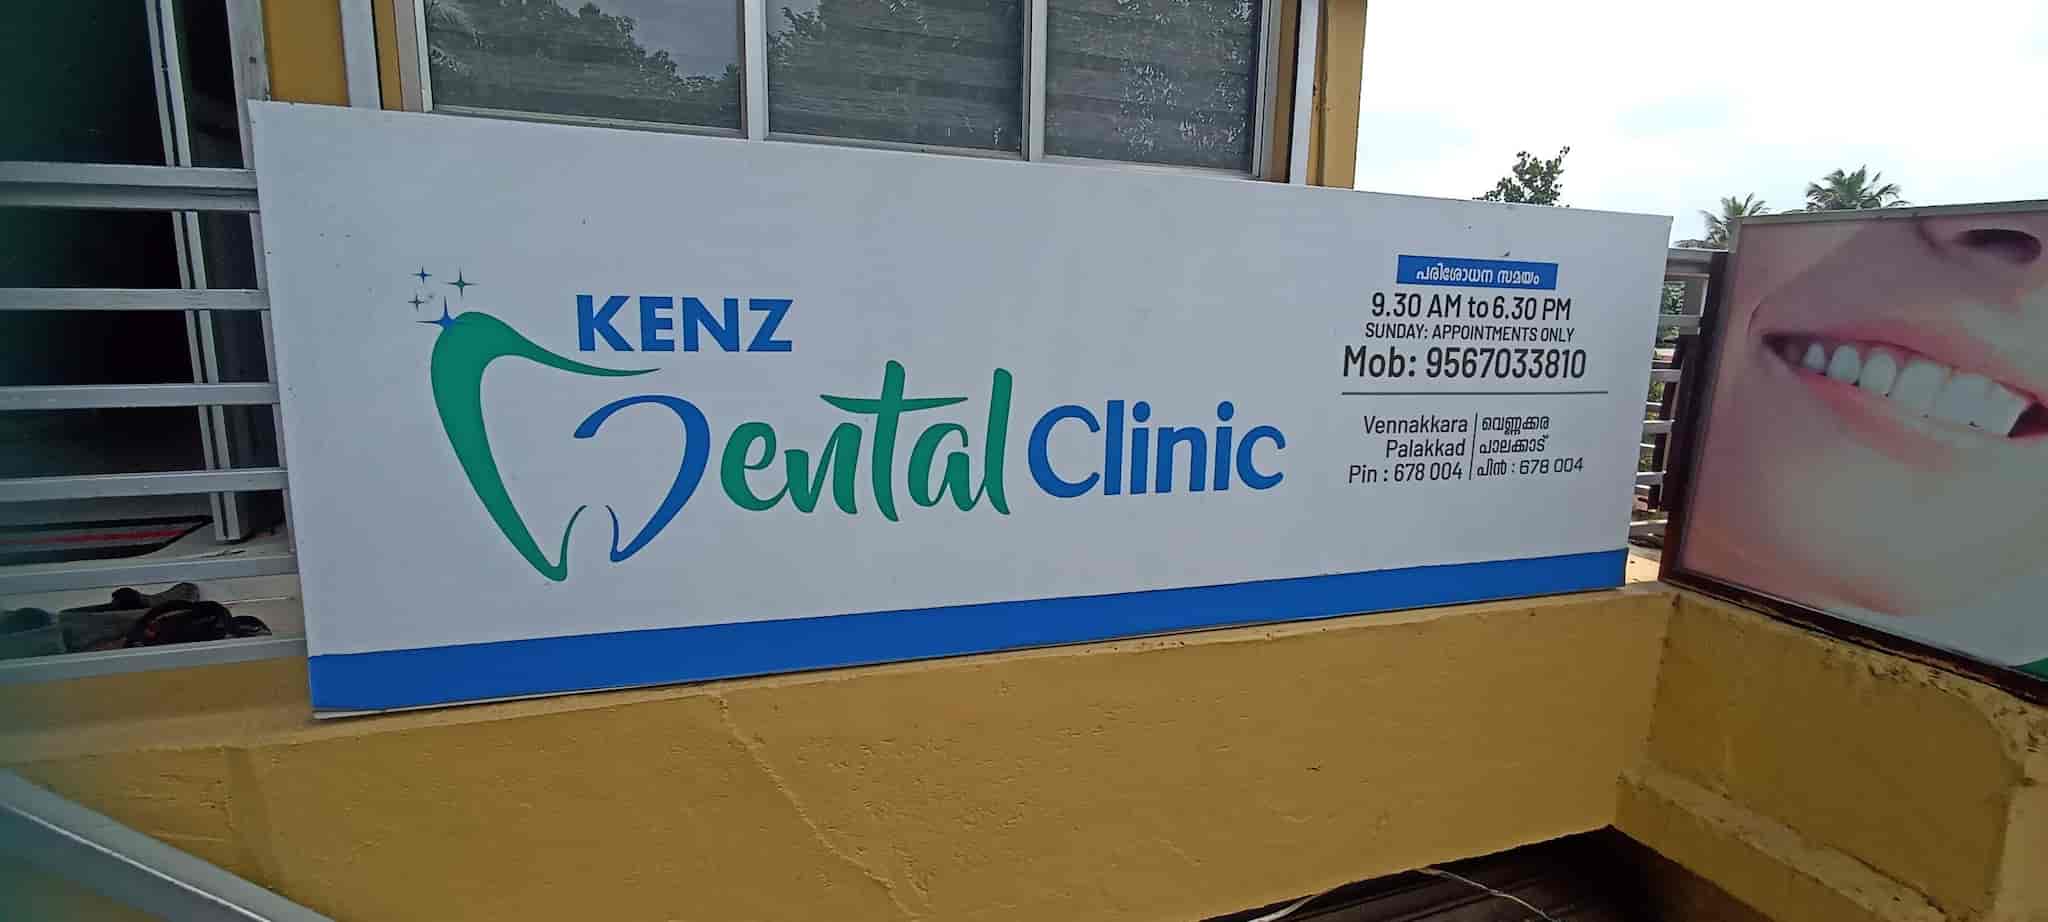 KENZ
Dental Clinic
പരിശോധന സമയം
9.30 AM to 6.30 PM
SUNDAY: APPOINTMENTS ONLY
Mob: 9567033810
Vennakkara
Palakkad
Pin : 678 004
വെണ്ണക്കര
പാലക്കാട്
പിൻ : 678 004